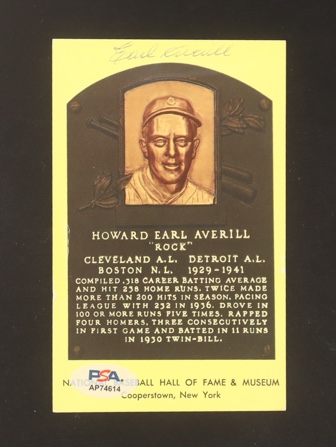 Earl Averill
HOWARD EARL AVERILL
"ROCK"
CLEVELAND A.L. DETROIT A.L.
BOSTON N.L. 1929-1941
COMPILED .318 CAREER BATTING AVERAGE
AND HIT 238 HOME RUNS. TWICE MADE
MORE THAN 200 HITS IN SEASON, PACING
LEAGUE WITH 232 IN 1936. DROVE IN
100 OR MORE RUNS FIVE TIMES. RAPPED
FOUR HOMERS, THREE CONSECUTIVELY
IN FIRST GAME AND BATTED IN 11 RUNS
IN 1930 TWIN-BILL.
PSA
AP74614
BALL HALL OF FAME & MUSEUM
Cooperstown, New York